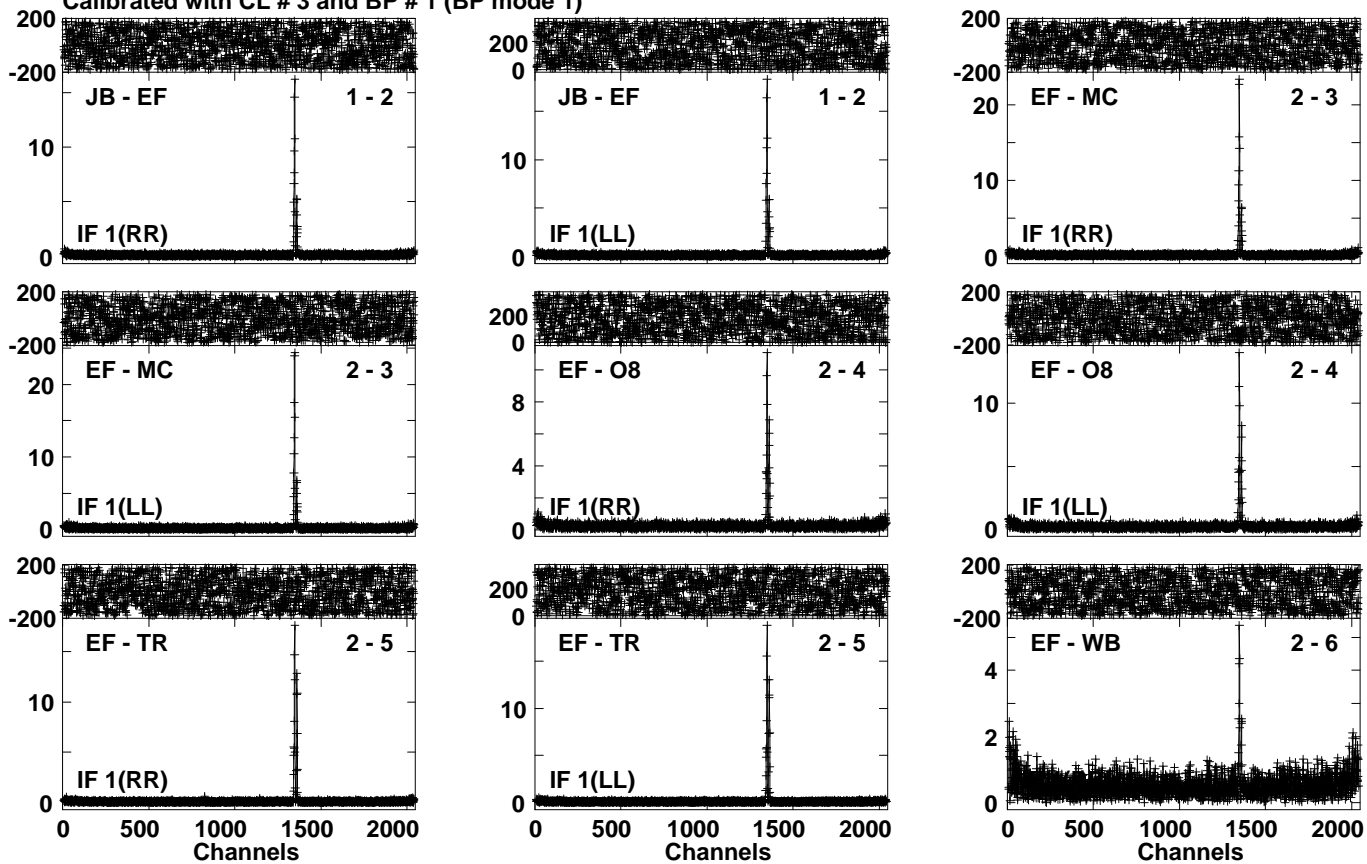 Calibrated with CL # 3 and BP # 1 (BP mode 1)
200
-200
JB - EF 1 - 2
10
IF 1(RR)
0
200
0
JB - EF 1 - 2
10
IF 1(LL)
0
200
-200
EF - MC 2 - 3
20
10
IF 1(RR)
0
200
-200
EF - MC 2 - 3
20
10
IF 1(LL)
0
200
0
EF - O8 2 - 4
8
4
IF 1(RR)
0
200
-200
EF - O8 2 - 4
10
IF 1(LL)
0
200
-200
EF - TR 2 - 5
10
IF 1(RR)
0
0 500 1000 1500 2000
Channels
200
0
EF - TR 2 - 5
10
IF 1(LL)
0
0 500 1000 1500 2000
Channels
200
-200
EF - WB 2 - 6
4
2
0
0 500 1000 1500 2000
Channels